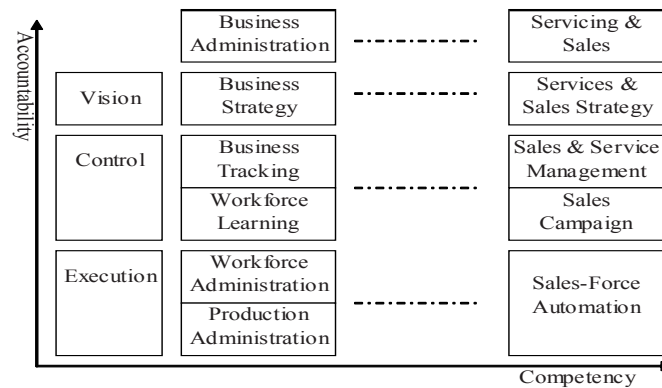 Accountability
Business
Administration
Servicing &
Sales
Vision
Business
Strategy
Services &
Sales Strategy
Control
Business
Tracking
Workforce
Learning
Sales & Service
Management
Sales
Campaign
Execution
Workforce
Administration
Production
Administration
Sales-Force
Automation
Competency